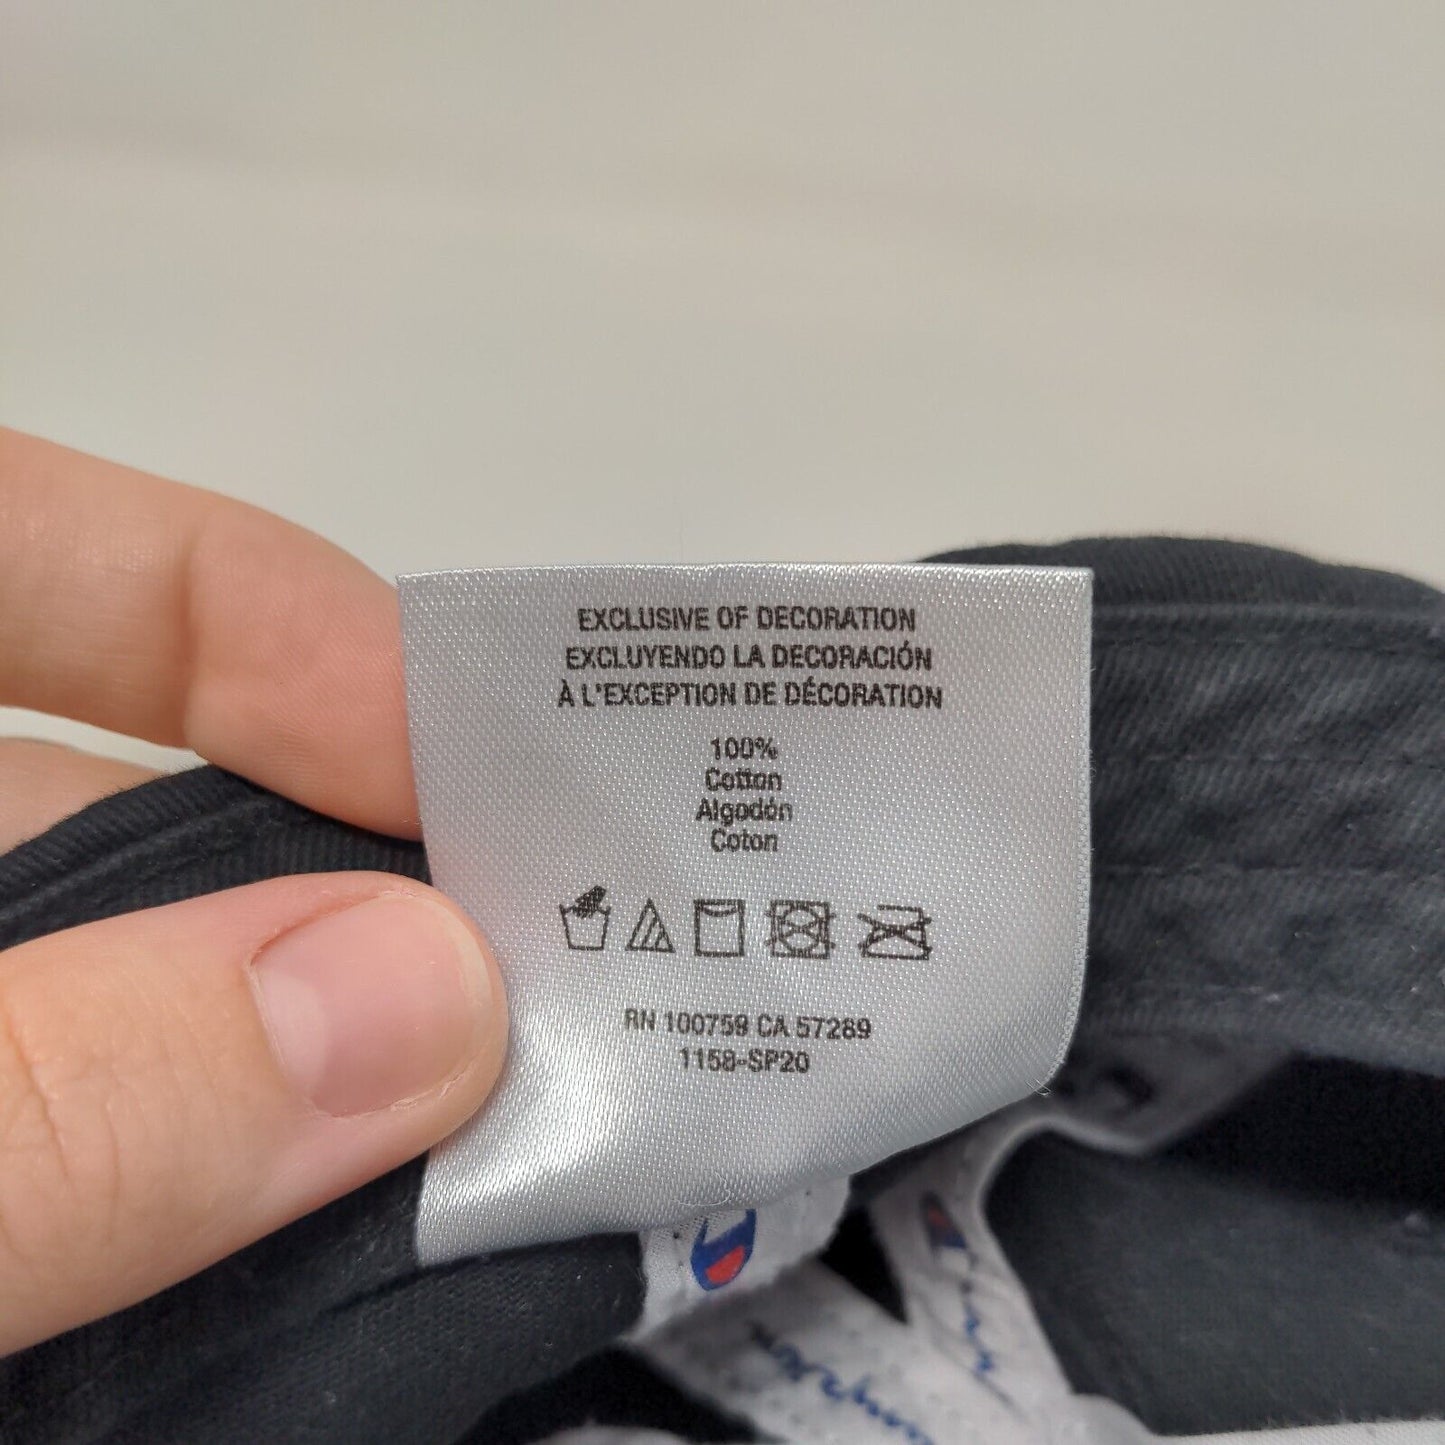 EXCLUSIVE OF DECORATION
EXCLUYENDO LA DECORACIÓN
À L'EXCEPTION DE DÉCORATION
100%
Cotton
Algodón
Coton
RN 100759 CA 57289
1158-SP20